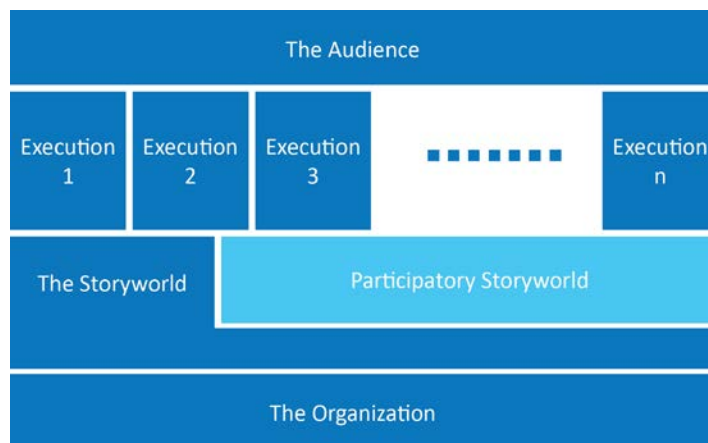 The Audience
Execution
1
Execution
2
Execution
3
Execution
n
The Storyworld
Participatory Storyworld
The Organization